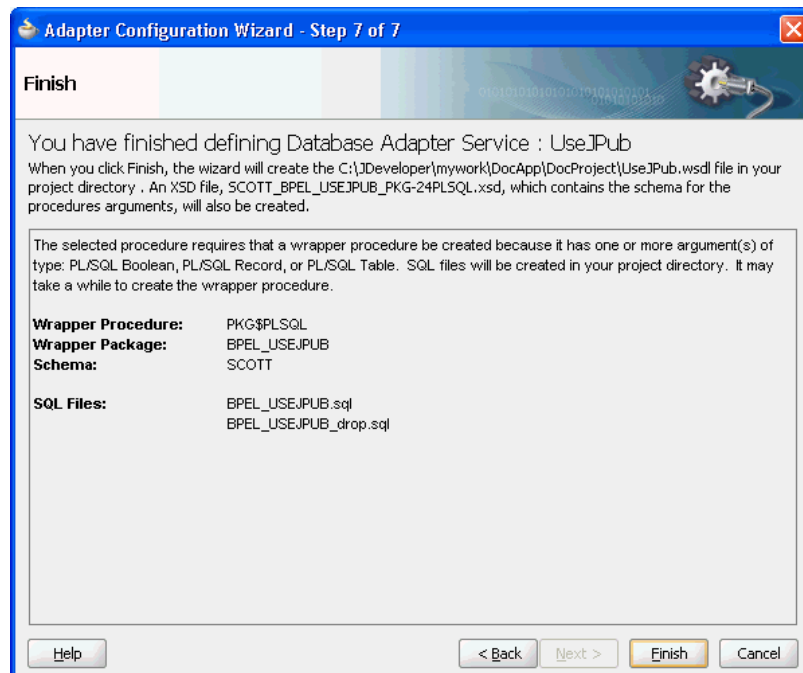 Adapter Configuration Wizard - Step 7 of 7
Finish
You have finished defining Database Adapter Service : UseJPub
When you click Finish, the wizard will create the C:\JDeveloper\mywork\DocApp\DocProject\UseJPub.wsdl file in your
project directory . An XSD file, SCOTT_BPEL_USEJPUB_PKG-24PLSQL.xsd, which contains the schema for the
procedures arguments, will also be created.
The selected procedure requires that a wrapper procedure be created because it has one or more argument(s) of
type: PL/SQL Boolean, PL/SQL Record, or PL/SQL Table. SQL files will be created in your project directory. It may
take a while to create the wrapper procedure.
Wrapper Procedure: PKG$PLSQL
Wrapper Package: BPEL_USEJPUB
Schema: SCOTT
SQL Files: BPEL_USEJPUB.sql
BPEL_USEJPUB_drop.sql
Help < Back Next > Finish Cancel